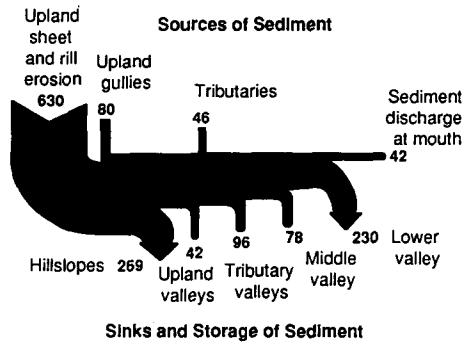 Sources of Sediment
Upland
sheet
and rill
erosion
630
Upland
gullies
80
Tributaries
46
Sediment
discharge
at mouth
42
Hillslopes 269
42
Upland
valleys
96
Tributary
valleys
78
Middle
valley
230
Lower
valley
Sinks and Storage of Sediment